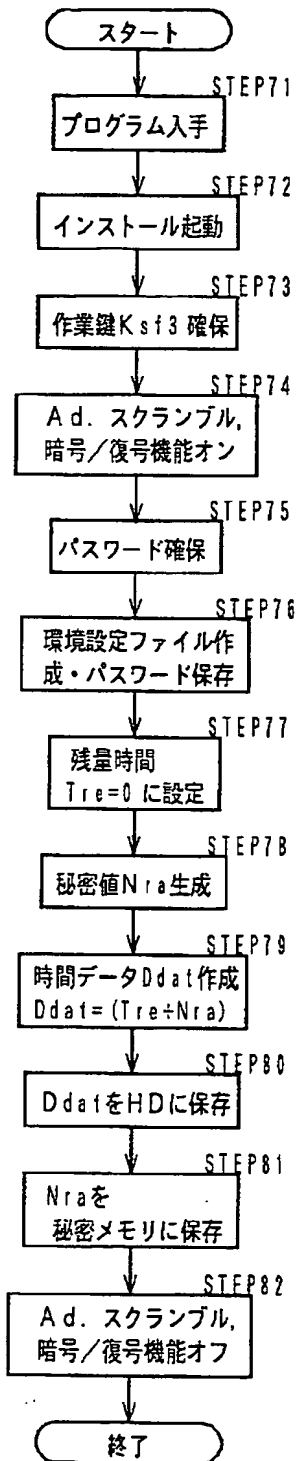 スタート
STEP71
プログラム入手
STEP72
インストール起動
STEP73
作業鍵Ksf3確保
STEP74
Ad. スクランブル,
暗号/復号機能オン
STEP75
パスワード確保
STEP76
環境設定ファイル作
成・パスワード保存
STEP77
残量時間
Tre=0 に設定
STEP78
秘密値Nra生成
STEP79
時間データDdat作成
Ddat=(Tre÷Nra)
STEP80
DdatをHDに保存
STEP81
Nraを
秘密メモリに保存
STEP82
Ad. スクランブル,
暗号/復号機能オフ
終了